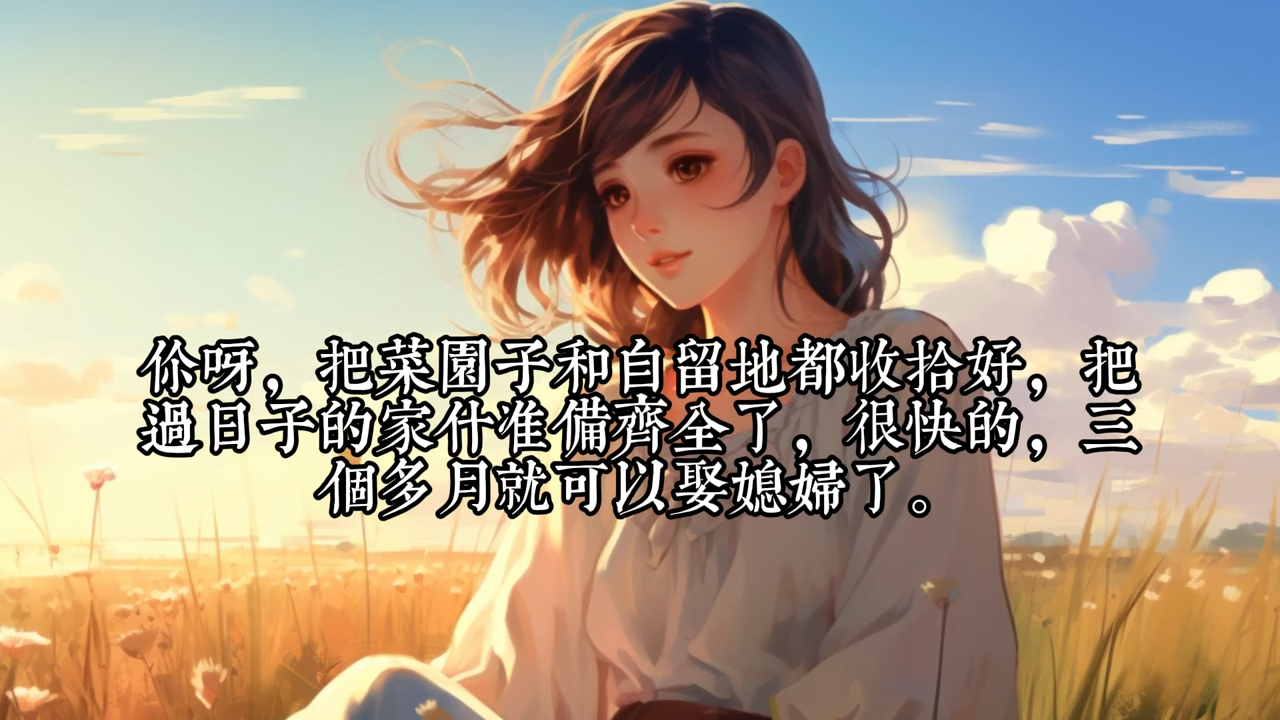 你呀，把菜園子和自留地都收拾好，把
過日子的家什准備齊全了，很快的，三
個多月就可以娶媳婦了。